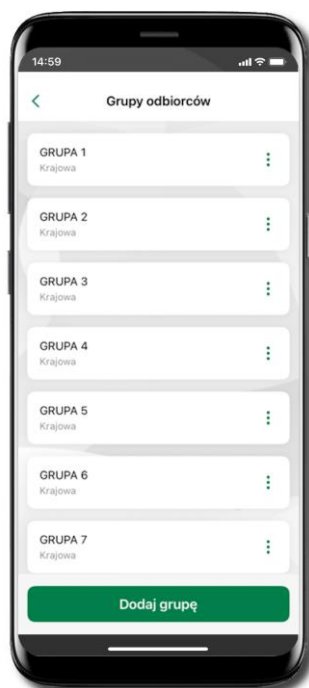 14:59
Grupy odbiorców
GRUPA 1
Krajowa
GRUPA 2
Krajowa
GRUPA 3
Krajowa
GRUPA 4
Krajowa
GRUPA 5
Krajowa
GRUPA 6
Krajowa
GRUPA 7
Krajowa
Dodaj grupę